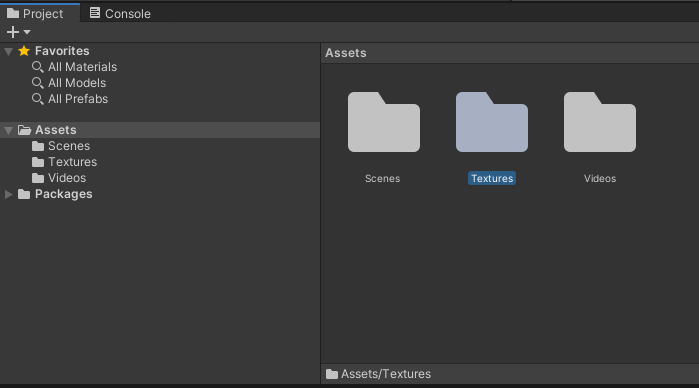 Project
Console
Favorites
All Materials
All Models
All Prefabs
Assets
Scenes
Textures
Videos
Packages
Assets
Scenes
Textures
Videos
Assets/Textures